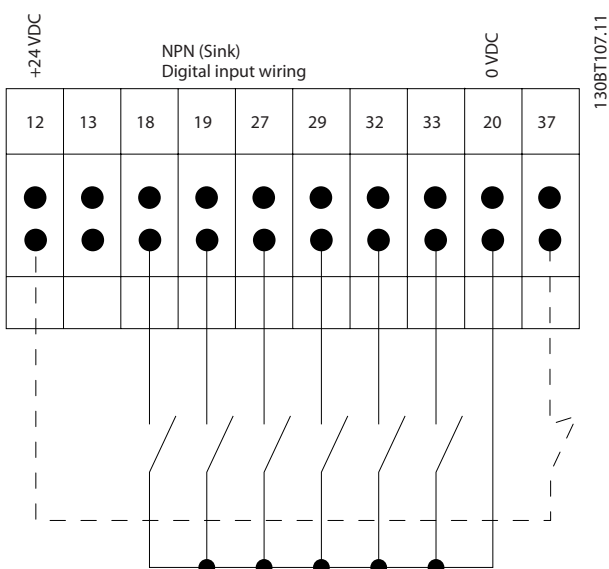 +24 VDC
NPN (Sink)
Digital input wiring
0 VDC
130BT107.11
12 13 18 19 27 29 32 33 20 37